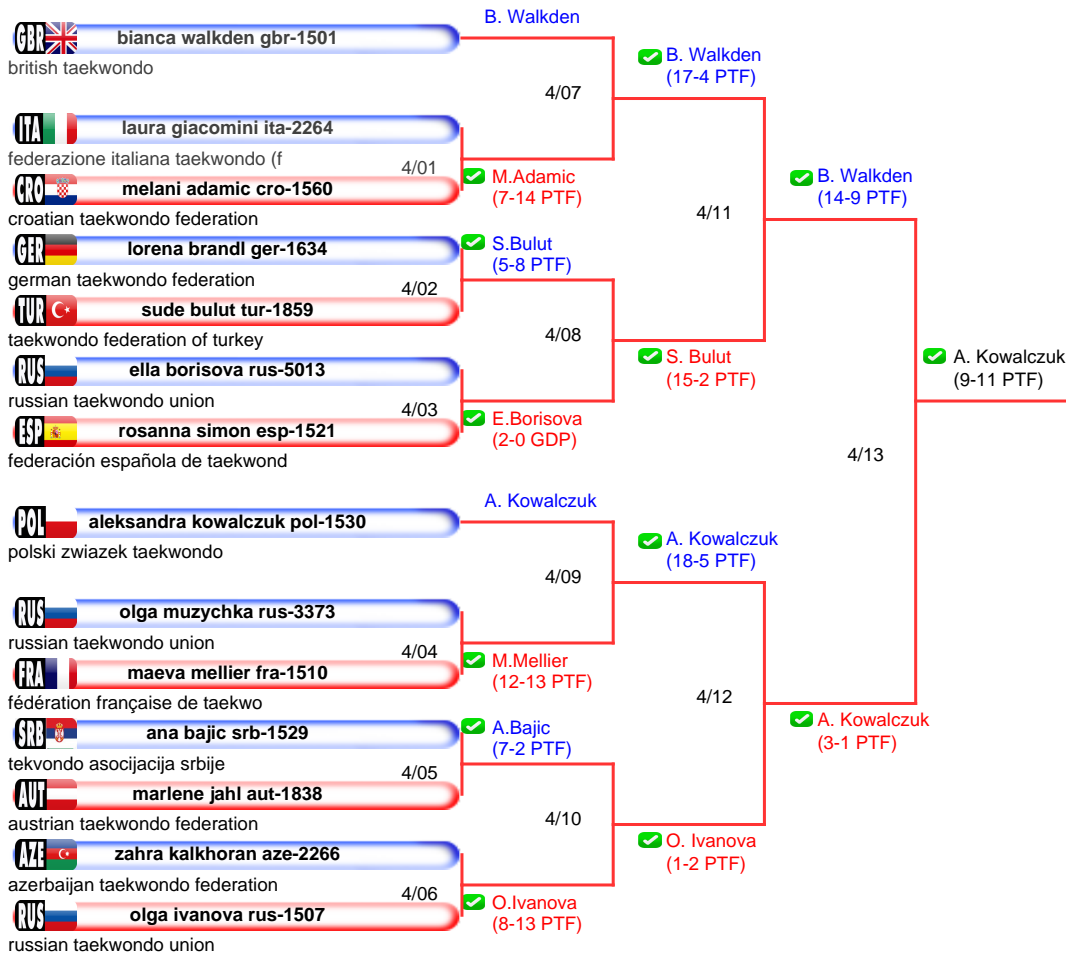 B. Walkden
GBR bianca walkden gbr-1501
british taekwondo
B. Walkden
(17-4 PTF)
4/07
ITA laura giacomini ita-2264
federazione italiana taekwondo (f
4/01
M.Adamic
(7-14 PTF)
CRO melani adamic cro-1560
croatian taekwondo federation
B. Walkden
(14-9 PTF)
4/11
GER lorena brandl ger-1634
german taekwondo federation
S.Bulut
(5-8 PTF)
4/02
TUR sude bulut tur-1859
taekwondo federation of turkey
4/08
S. Bulut
(15-2 PTF)
RUS ella borisova rus-5013
russian taekwondo union
4/03
E.Borisova
(2-0 GDP)
ESP rosanna simon esp-1521
federación española de taekwond
A. Kowalczuk
(9-11 PTF)
4/13
A. Kowalczuk
POL aleksandra kowalczuk pol-1530
polski zwiazek taekwondo
A. Kowalczuk
(18-5 PTF)
4/09
RUS olga muzychka rus-3373
russian taekwondo union
4/04
M.Mellier
(12-13 PTF)
FRA maeva mellier fra-1510
fédération française de taekwo
4/12
A. Kowalczuk
(3-1 PTF)
SRB ana bajic srb-1529
tekvondo asocijacija srbije
A.Bajic
(7-2 PTF)
4/05
AUT marlene jahl aut-1838
austrian taekwondo federation
4/10
O. Ivanova
(1-2 PTF)
AZE zahra kalkhoran aze-2266
azerbaijan taekwondo federation
4/06
O.Ivanova
(8-13 PTF)
RUS olga ivanova rus-1507
russian taekwondo union